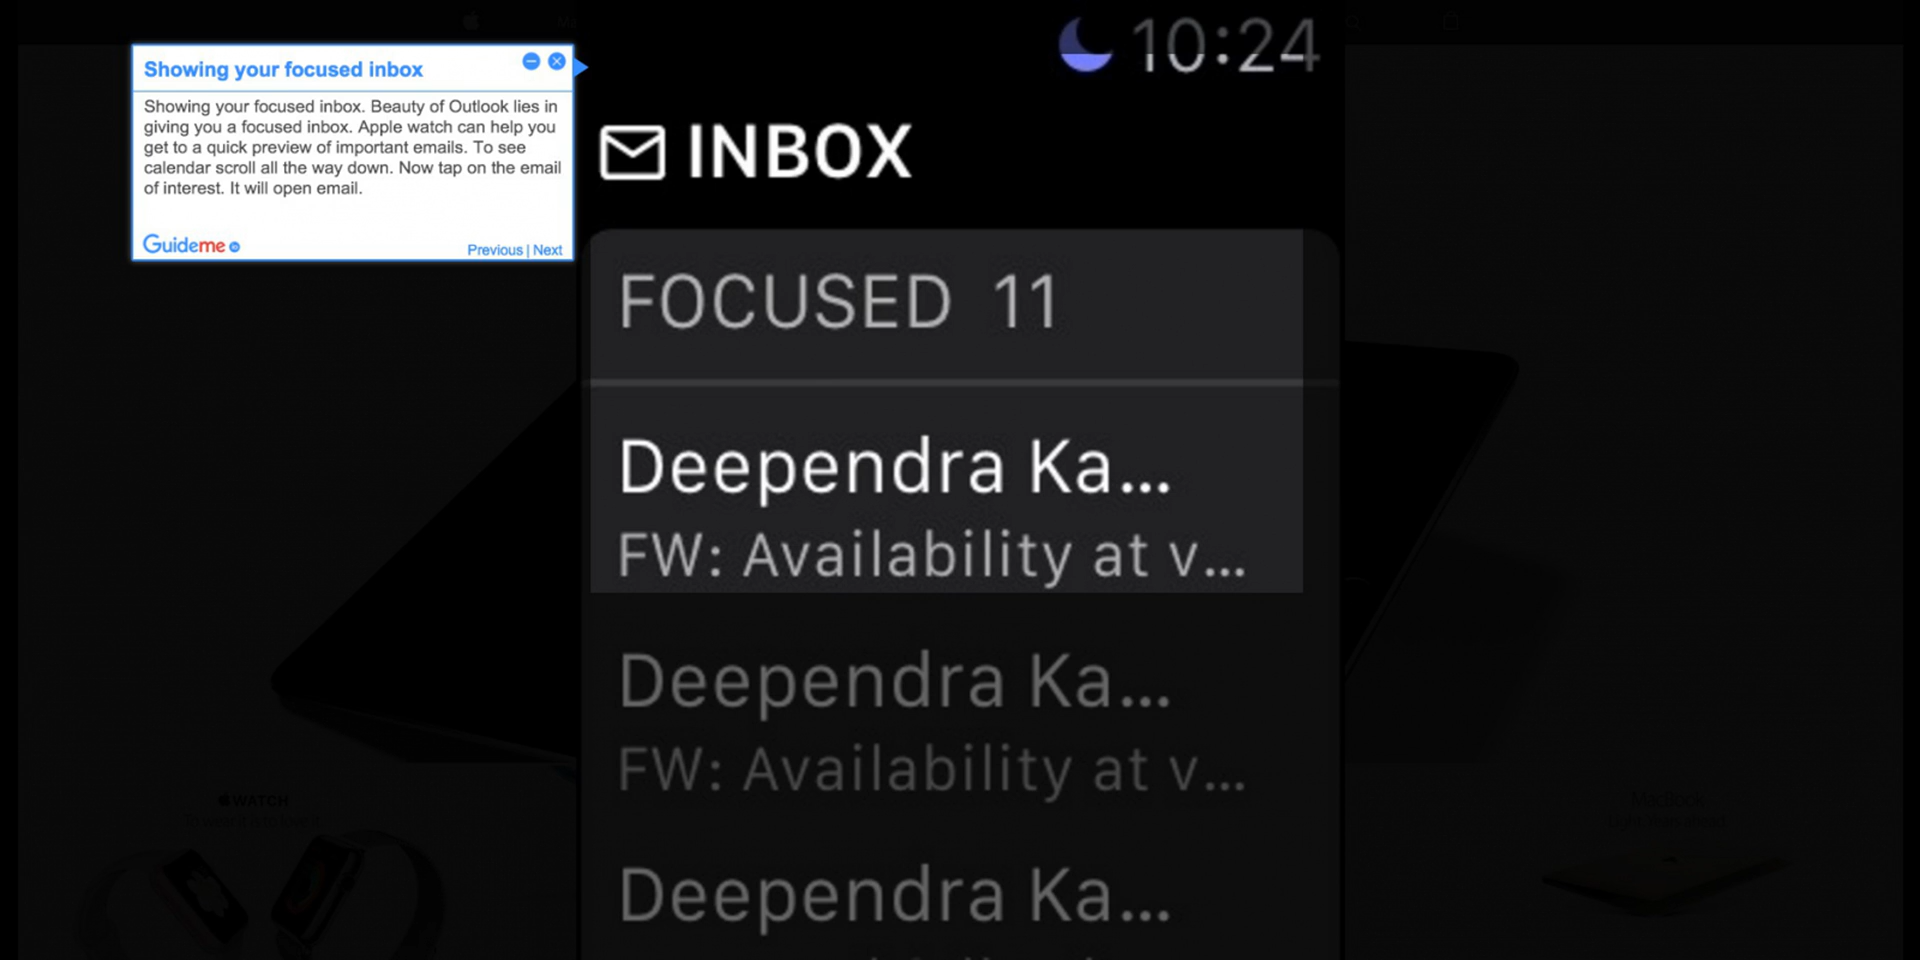 Showing your focused inbox
Showing your focused inbox. Beauty of Outlook lies in
giving you a focused inbox. Apple watch can help you
get to a quick preview of important emails. To see
calendar scroll all the way down. Now tap on the email
of interest. It will open email.
Guideme
Previous | Next
10:24
INBOX
FOCUSED 11
Deependra Ka...
FW: Availability at v...
Deependra Ka...
FW: Availability at v...
Deependra Ka...
WATCH
MacBook